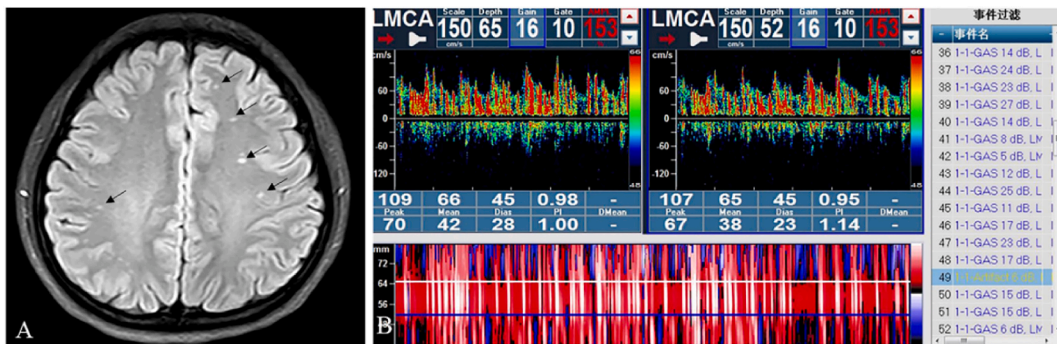 A
LMCA Scale 150 cm/s Depth 65 Gain 16 Gate 10 153
cm/s
60
0
-60
-120
66
45
109 66 45 0.98 -
Peak Mean Dias PI DMean
70 42 28 1.00 -
LMCA Scale 150 cm/s Depth 52 Gain 16 Gate 10 153
cm/s
60
0
-60
-120
66
45
107 65 45 0.95 -
Peak Mean Dias PI DMean
67 38 23 1.14 -
mm
72
64
56
B
事件过滤
- 事件名
36 1-1-GAS 14 dB, L
37 1-1-GAS 24 dB, L
38 1-1-GAS 23 dB, L
39 1-1-GAS 27 dB, L
40 1-1-GAS 14 dB, L
41 1-1-GAS 8 dB, LM
42 1-1-GAS 5 dB, LM
43 1-1-GAS 12 dB, L
44 1-1-GAS 25 dB, L
45 1-1-GAS 11 dB, L
46 1-1-GAS 17 dB, L
47 1-1-GAS 23 dB, L
48 1-1-GAS 17 dB, L
49 1-1-Artifact 6 dB
50 1-1-GAS 15 dB, L
51 1-1-GAS 15 dB, L
52 1-1-GAS 6 dB, LM